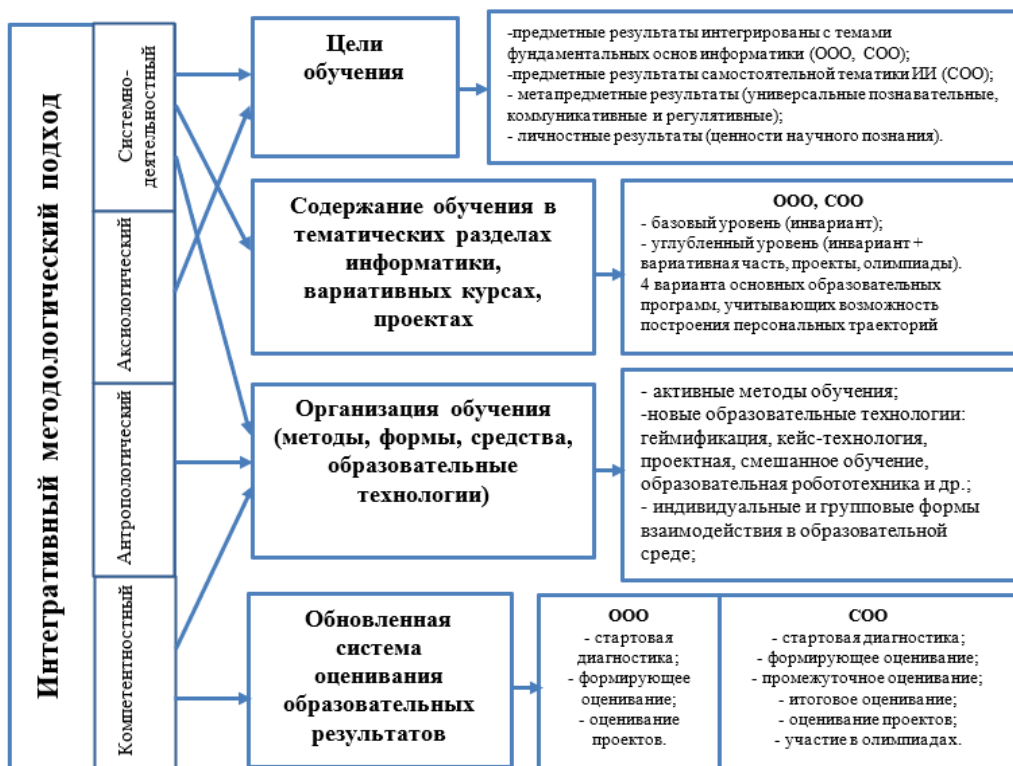 Интегративный методологический подход
Системно-
деятельностный
Аксиологический
Антропологический
Компетентностный
Цели
обучения
-предметные результаты интегрированы с темами
фундаментальных основ информатики (ООО, СОО);
-предметные результаты самостоятельной тематики ИИ (СОО);
- метапредметные результаты (универсальные познавательные,
коммуникативные и регулятивные);
- личностные результаты (ценности научного познания).
Содержание обучения в
тематических разделах
информатики,
вариативных курсах,
проектах
ООО, СОО
- базовый уровень (инвариант);
- углубленный уровень (инвариант +
вариативная часть, проекты, олимпиады).
4 варианта основных образовательных
программ, учитывающих возможность
построения персональных траекторий
Организация обучения
(методы, формы, средства,
образовательные
технологии)
- активные методы обучения;
-новые образовательные технологии:
геймификация, кейс-технология,
проектная, смешанное обучение,
образовательная робототехника и др.;
- индивидуальные и групповые формы
взаимодействия в образовательной
среде;
Обновленная
система
оценивания
образовательных
результатов
ООО
- стартовая
диагностика;
- формирующее
оценивание;
- оценивание
проектов.
СОО
- стартовая диагностика;
- формирующее оценивание;
- промежуточное оценивание;
- итоговое оценивание;
- оценивание проектов;
- участие в олимпиадах.